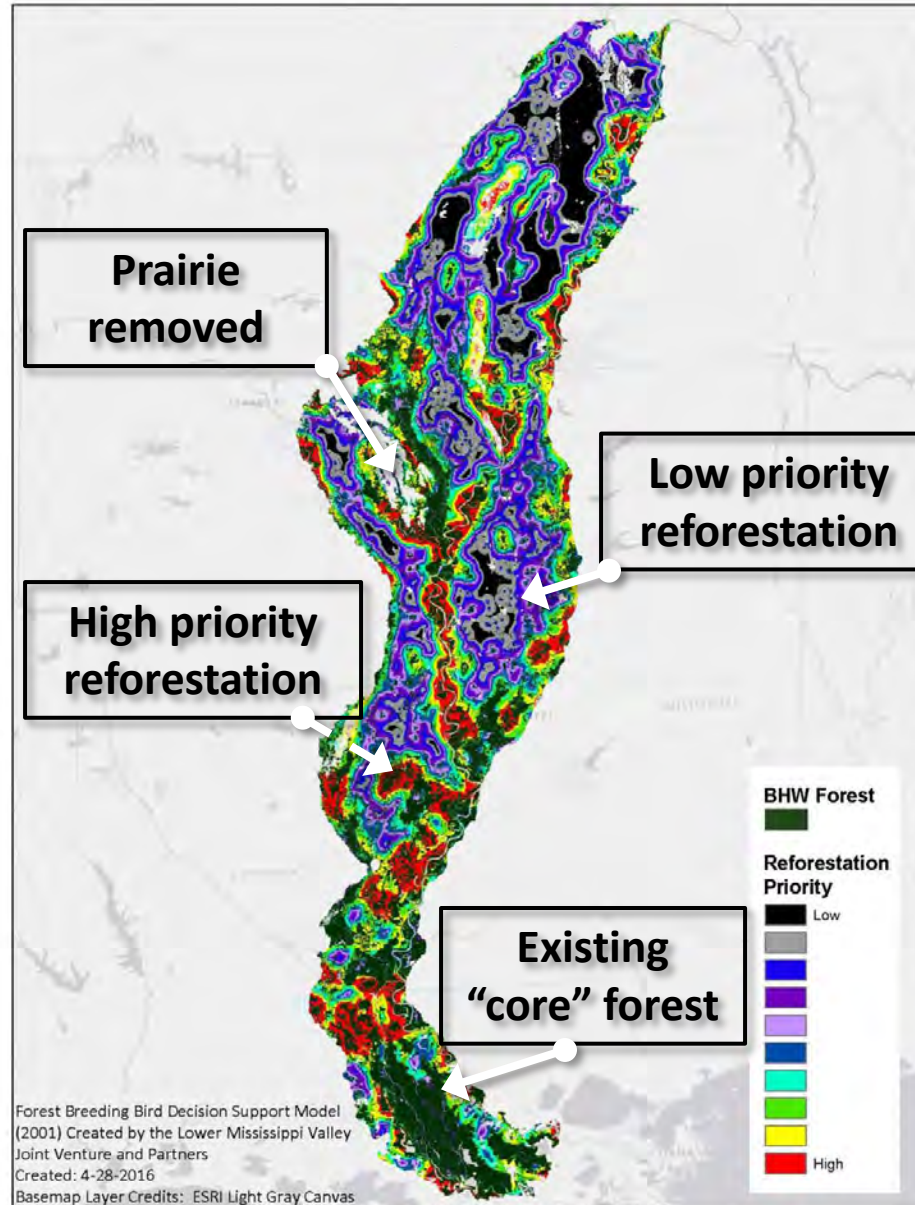 Prairie
removed
Low priority
reforestation
High priority
reforestation
BHW Forest
Reforestation
Priority
Low
High
Existing
“core” forest
Forest Breeding Bird Decision Support Model
(2001) Created by the Lower Mississippi Valley
Joint Venture and Partners
Created: 4-28-2016
Basemap Layer Credits: ESRI Light Gray Canvas